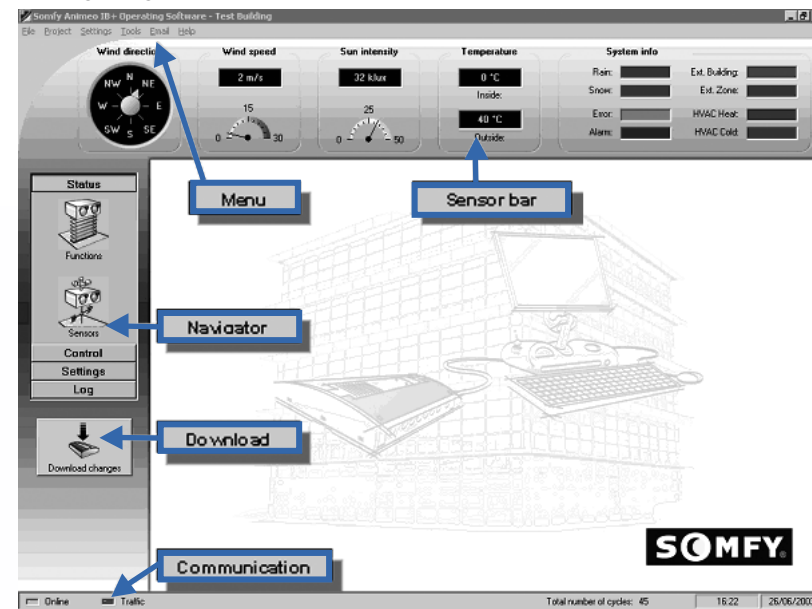 Somfy Animeo IB+ Operating Software - Test Building
File Project Settings Tools Email Help
Wind direction Wind speed Sun intensity Temperature System info
N NE E SE S SW W NW
2 m/s
15
0 30
32 klux
25
0 50
0 °C
Inside:
40 °C
Outside:
Rain: Ext. Building:
Snow: Ext. Zone:
Error: HVAC Heat:
Alarm: HVAC Cold:
Status
Menu
Sensor bar
Functions
Navigator
Sensors
Control
Settings
Log
Download
Download changes
SOMFY.
Communication
Online Traffic Total number of cycles: 45 16:22